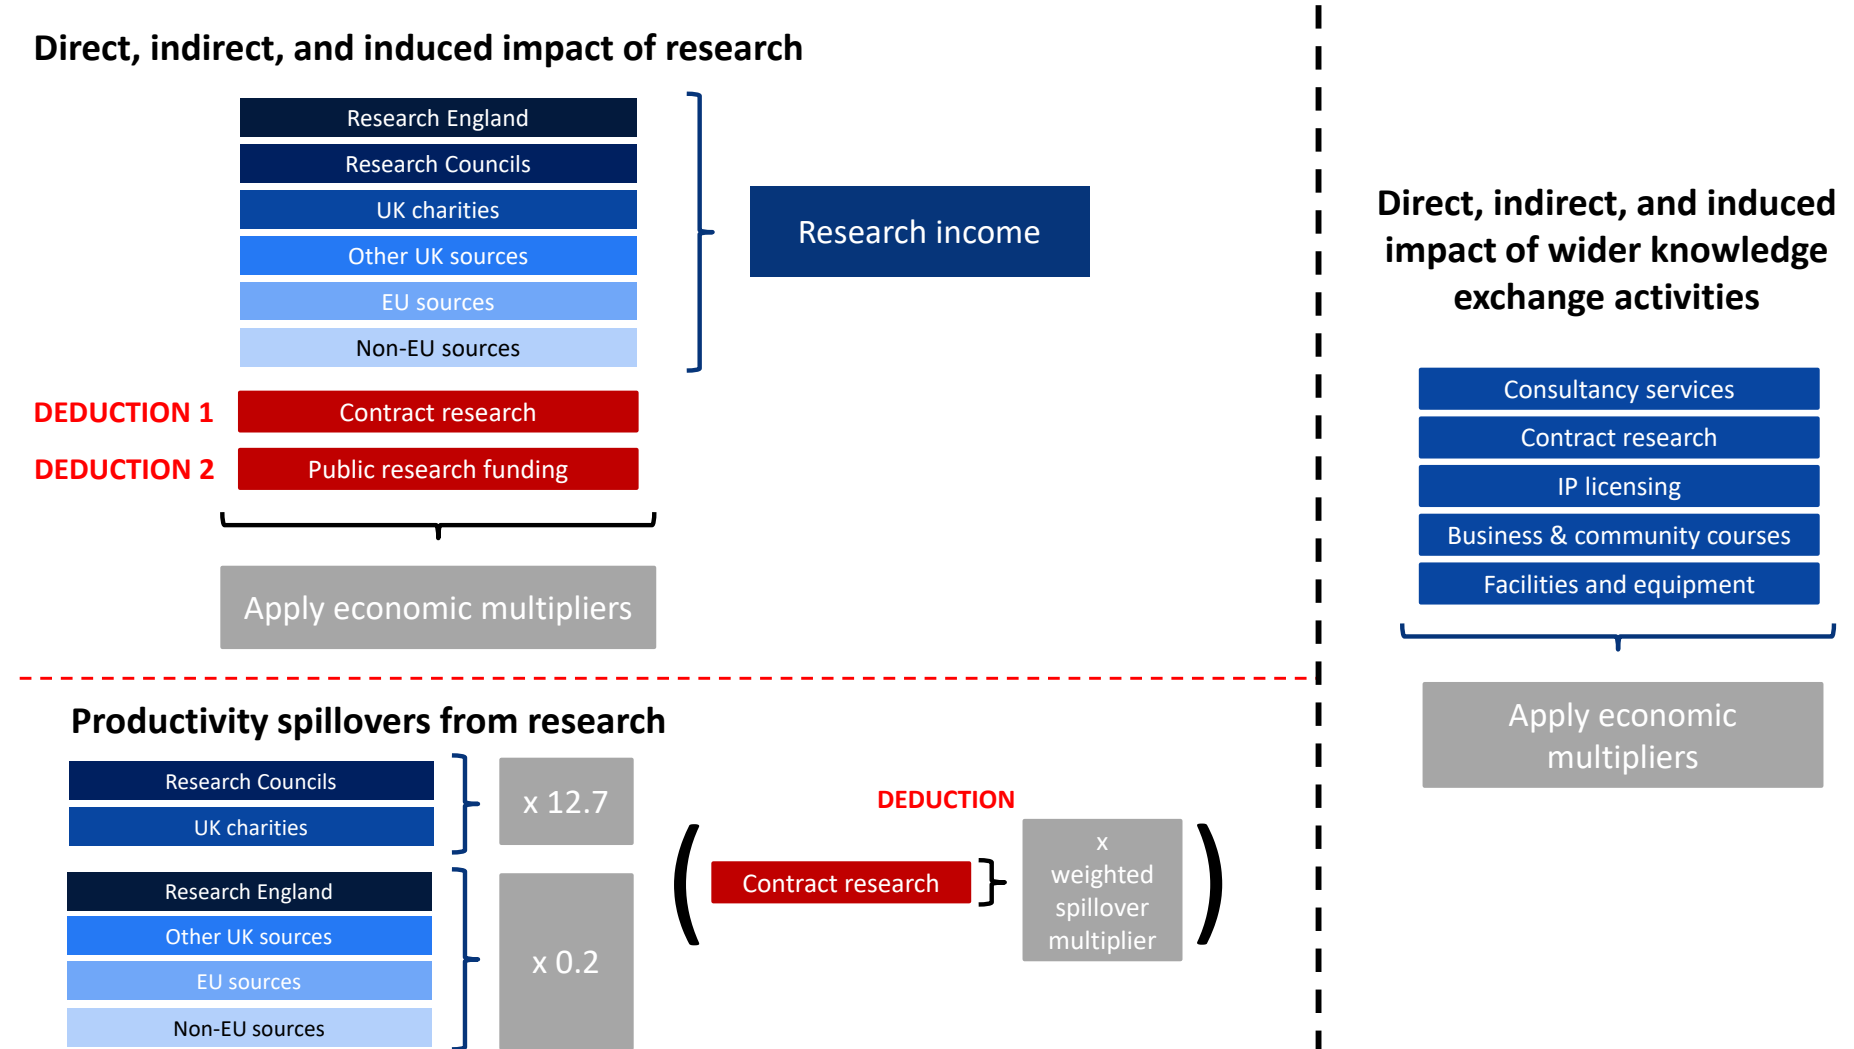 Direct, indirect, and induced impact of research
Research England
Research Councils
UK charities
Other UK sources
EU sources
Non-EU sources
Research income
DEDUCTION 1
Contract research
DEDUCTION 2
Public research funding
Apply economic multipliers
Productivity spillovers from research
Research Councils
UK charities
x 12.7
Research England
Other UK sources
EU sources
Non-EU sources
x 0.2
DEDUCTION
(
Contract research
x
weighted
spillover
multiplier
)
Direct, indirect, and induced
impact of wider knowledge
exchange activities
Consultancy services
Contract research
IP licensing
Business & community courses
Facilities and equipment
Apply economic
multipliers